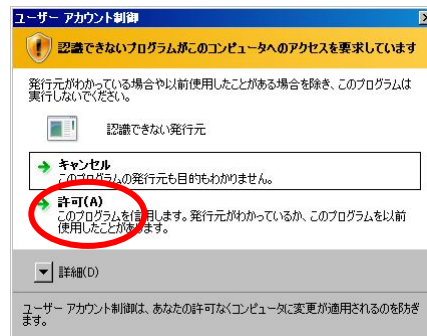 ユーザー アカウント制御
認識できないプログラムがこのコンピュータへのアクセスを要求しています
発行元がわかっている場合や以前使用したことがある場合を除き、このプログラムは
実行しないでください。
認識できない発行元
キャンセル
このプログラムの発行元も目的もわかりません。
許可(A)
このプログラムを信用します。発行元がわかっているか、このプログラムを以前
使用したことがあります。
詳細(D)
ユーザー アカウント制御は、あなたの許可なくコンピュータに変更が適用されるのを防ぎ
ます。